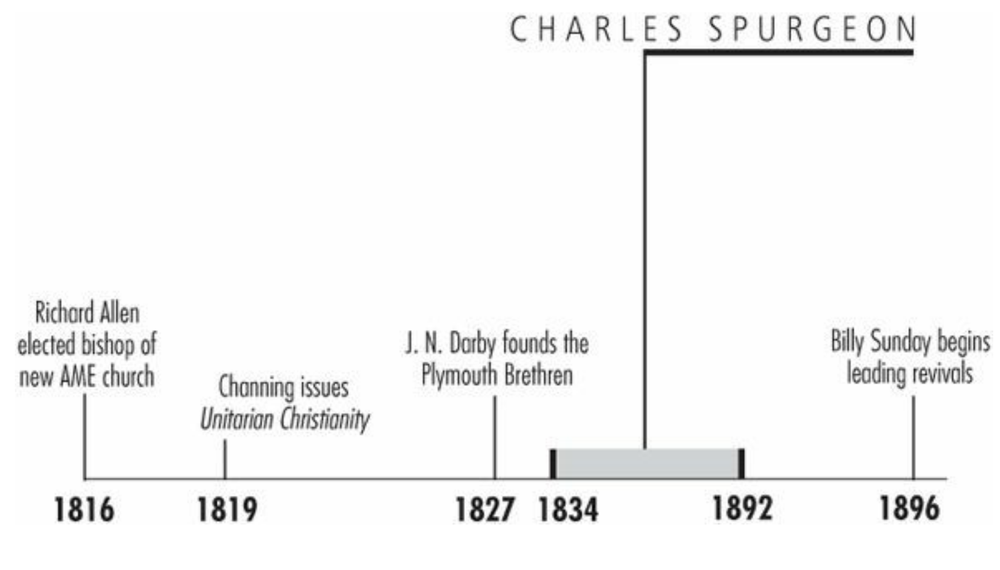 CHARLES SPURGEON
Richard Allen
elected bishop of
new AME church
Channing issues
Unitarian Christianity
J. N. Darby founds the
Plymouth Brethren
Billy Sunday begins
leading revivals
1816 1819 1827 1834 1892 1896